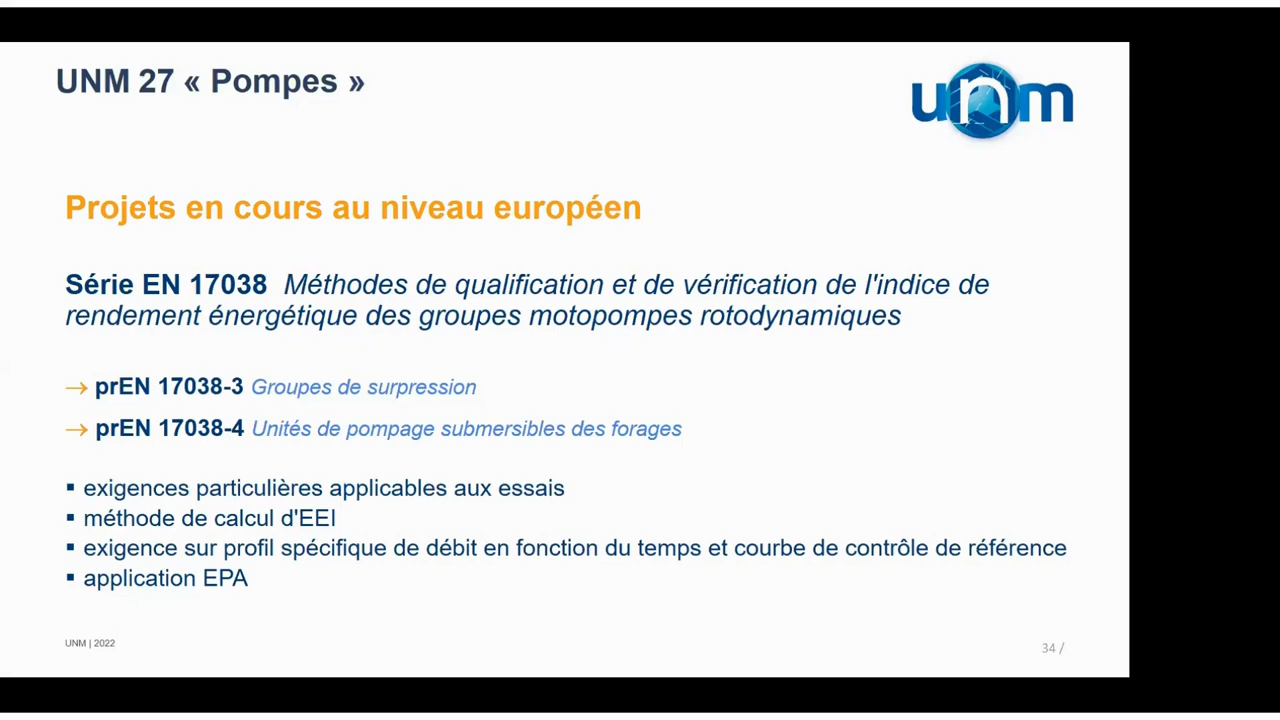 UNM 27 « Pompes »
unm
Projets en cours au niveau européen
Série EN 17038 Méthodes de qualification et de vérification de l'indice de
rendement énergétique des groupes motopompes rotodynamiques
→ prEN 17038-3 Groupes de surpression
→ prEN 17038-4 Unités de pompage submersibles des forages
▪ exigences particulières applicables aux essais
▪ méthode de calcul d'EEI
▪ exigence sur profil spécifique de débit en fonction du temps et courbe de contrôle de référence
▪ application EPA
UNM | 2022
34 /